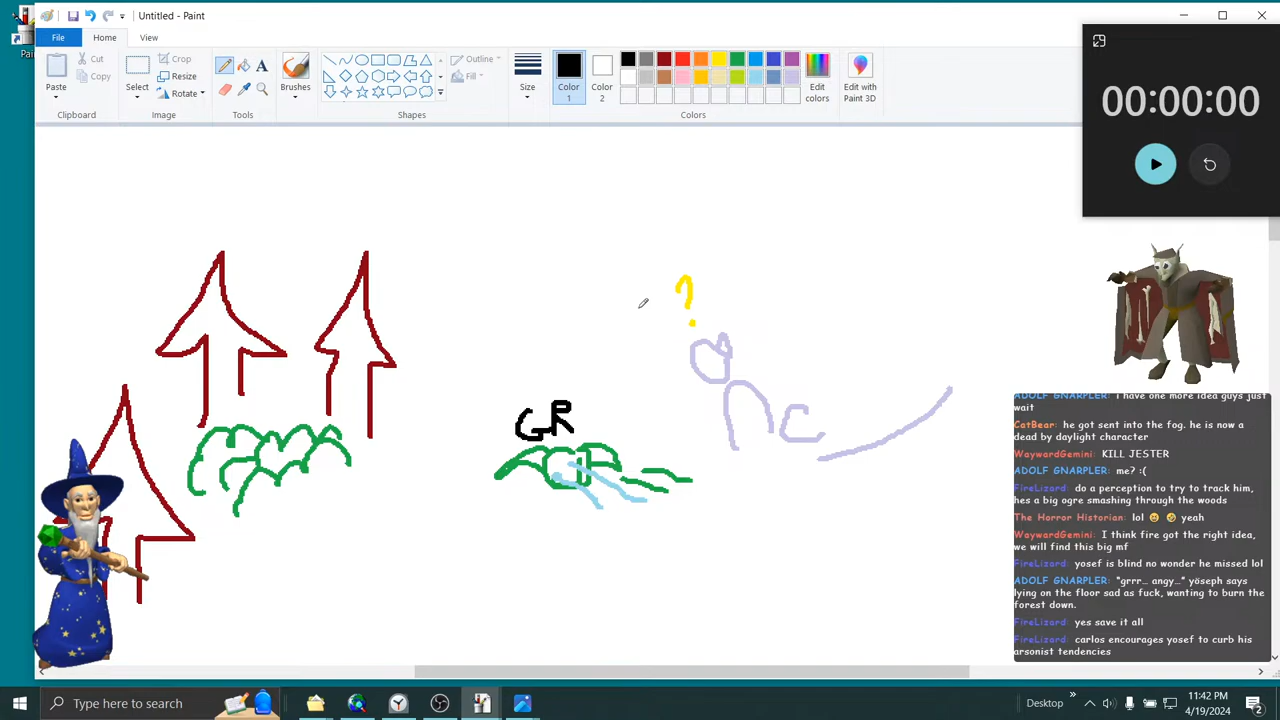 Untitled - Paint
File
Home
View
Paste
Cut
Copy
Clipboard
Select
Crop
Resize
Rotate
Image
Tools
Brushes
Shapes
Outline
Fill
Size
Color 1
Color 2
Colors
Edit colors
Edit with Paint 3D
00:00:00
?
GR
ADOLF GNARPLER: I have one more idea guys just
wait
CatBear: he got sent into the fog. he is now a
dead by daylight character
WaywardGemini: KILL JESTER
ADOLF GNARPLER: me? :(
FireLizard: do a perception to try to track him,
hes a big ogre smashing through the woods
The Horror Historian: lol 😀 🤣 yeah
WaywardGemini: I think fire got the right idea,
we will find this big mf
FireLizard: yosef is blind no wonder he missed lol
ADOLF GNARPLER: "grrr... angy..." yöseph says
lying on the floor sad as fuck, wanting to burn the
forest down.
FireLizard: yes save it all
FireLizard: carlos encourages yosef to curb his
arsonist tendencies
Type here to search
Desktop
11:42 PM
4/19/2024
2